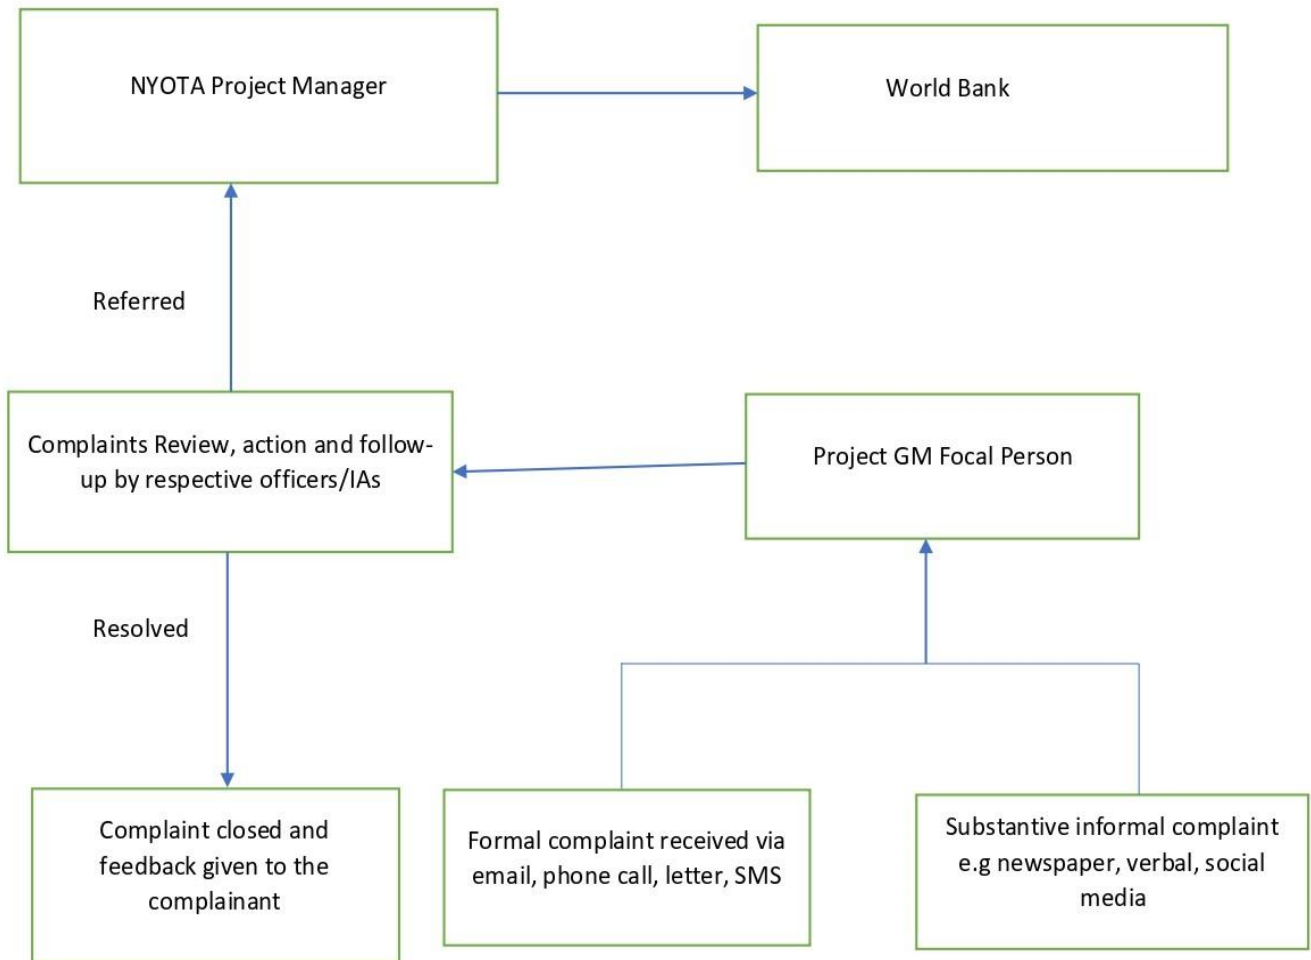 NYOTA Project Manager
World Bank
Referred
Complaints Review, action and follow-
up by respective officers/IAs
Project GM Focal Person
Resolved
Complaint closed and
feedback given to the
complainant
Formal complaint received via
email, phone call, letter, SMS
Substantive informal complaint
e.g newspaper, verbal, social
media